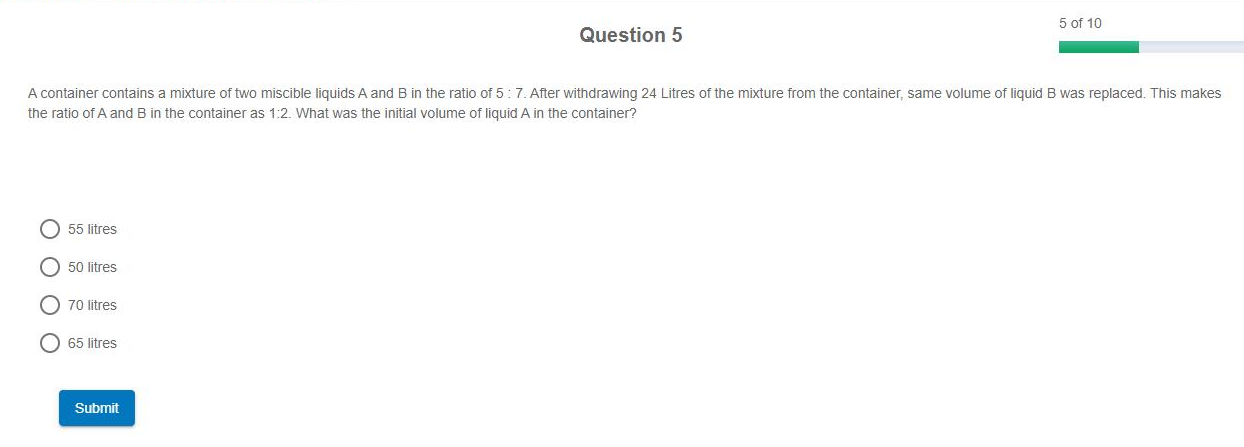 5 of 10
Question 5
A container contains a mixture of two miscible liquids A and B in the ratio of 5 : 7. After withdrawing 24 Litres of the mixture from the container, same volume of liquid B was replaced. This makes
the ratio of A and B in the container as 1:2. What was the initial volume of liquid A in the container?
55 litres
50 litres
70 litres
65 litres
Submit